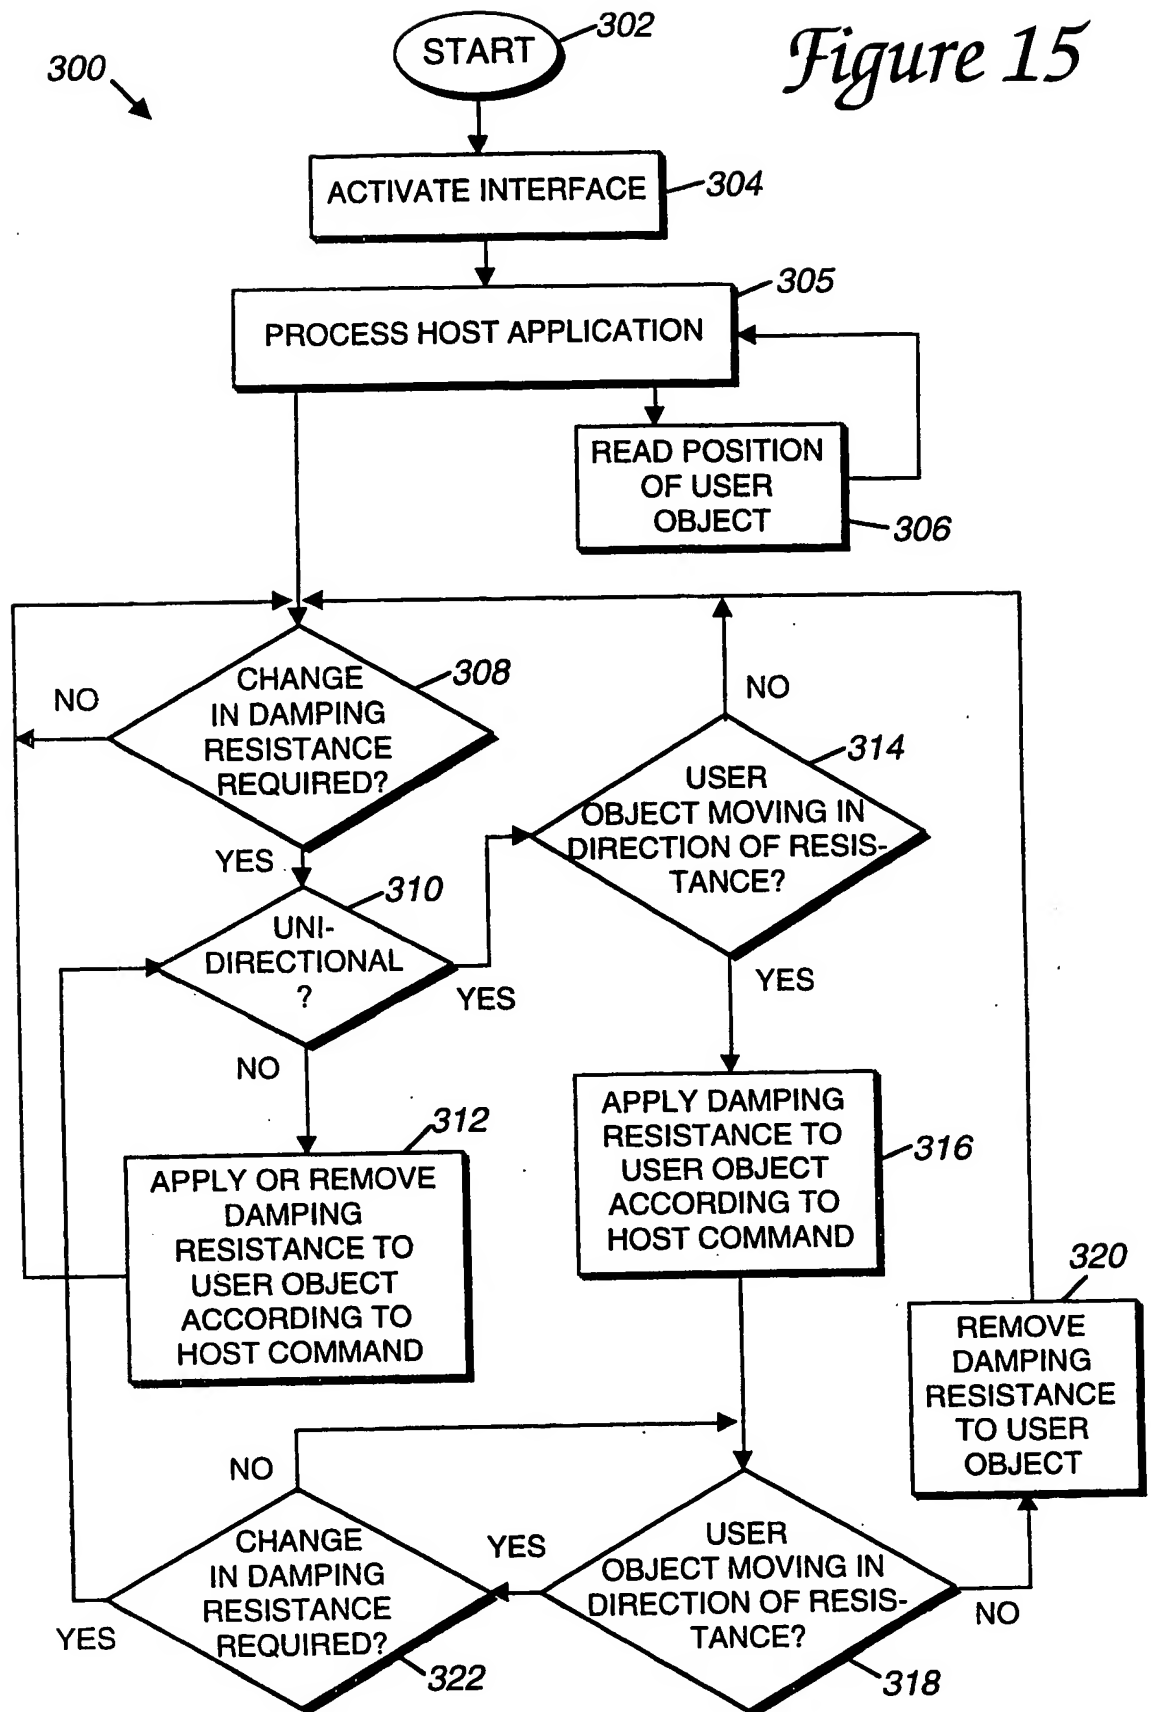 Figure 15
300
START
302
ACTIVATE INTERFACE
304
PROCESS HOST APPLICATION
305
READ POSITION
OF USER
OBJECT
306
CHANGE
IN DAMPING
RESISTANCE
REQUIRED?
308
NO
YES
UNI-
DIRECTIONAL
?
310
YES
NO
APPLY OR REMOVE
DAMPING
RESISTANCE TO
USER OBJECT
ACCORDING TO
HOST COMMAND
312
USER
OBJECT MOVING IN
DIRECTION OF RESIS-
TANCE?
314
NO
YES
APPLY DAMPING
RESISTANCE TO
USER OBJECT
ACCORDING TO
HOST COMMAND
316
USER
OBJECT MOVING IN
DIRECTION OF RESIS-
TANCE?
318
YES
NO
REMOVE
DAMPING
RESISTANCE
TO USER
OBJECT
320
CHANGE
IN DAMPING
RESISTANCE
REQUIRED?
322
NO
YES